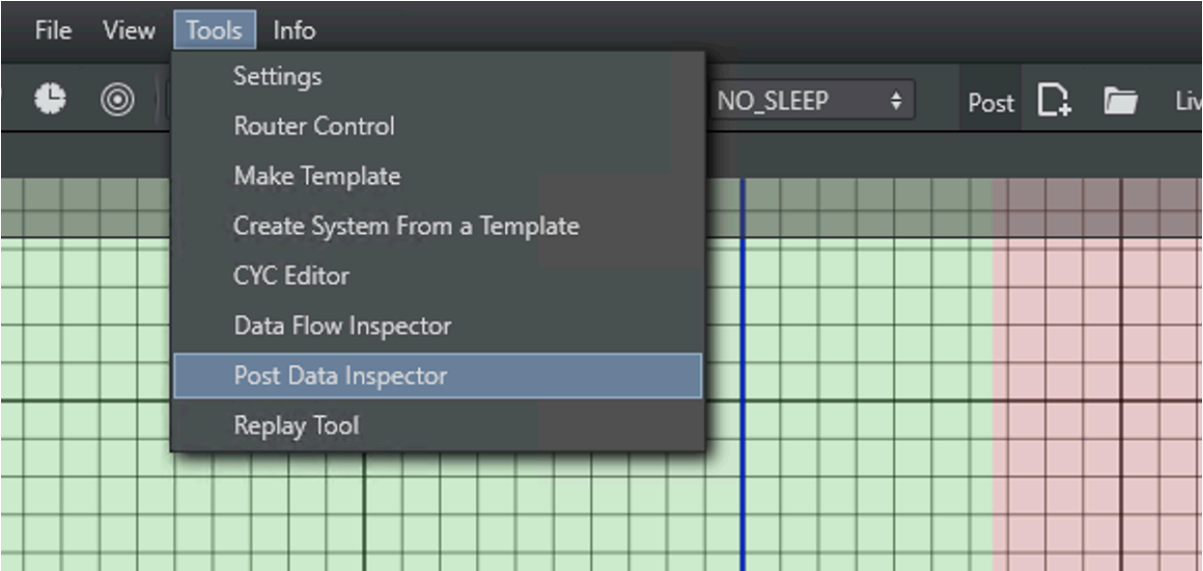 File View Tools Info
Settings
NO_SLEEP Post
Router Control
Make Template
Create System From a Template
CYC Editor
Data Flow Inspector
Post Data Inspector
Replay Tool